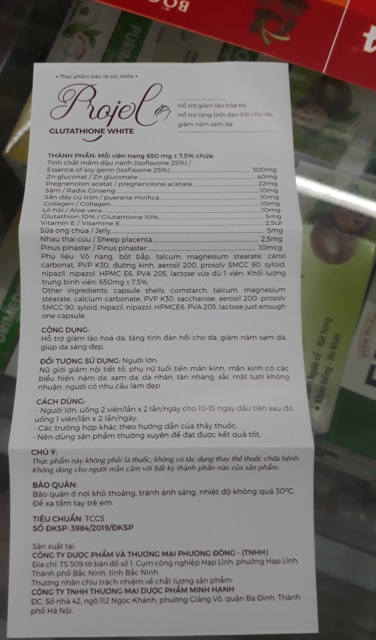 • Thực phẩm bảo vệ sức khỏe •
Projel
GLUTATHIONE WHITE
Hỗ trợ giảm lão hóa da.
Hỗ trợ tăng tính đàn hồi cho da,
giảm nám sạm da.
THÀNH PHẦN: Mỗi viên nang 650 mg ± 7.5% chứa:
Tinh chất mầm đậu nành (Isoflavone 25%) /
Essence of soy germ (Isoflavone 25%) 300mg
Zn gluconat / Zn gluconate 40mg
Pregnenolon acetat / pregnenolone acetate 22mg
Sâm / Radix Ginseng 10mg
Sắn dây củ tròn / pueraria mirifica 10mg
Collagen / Collagen 10mg
Lô hội / Aloe vera 10mg
Glutathion 10% / Glutathione 10% 5mg
Vitamin E / Vitamine E 2,5UI
Sữa ong chúa / Jelly 5mg
Nhau thai cừu / Sheep placenta 2,5mg
Pinus pinaster / Pinus pinaster 10mcg
Phụ liệu: Vỏ nang, bột bắp, talcum, magnesium stearate, canxi
carbonat, PVP K30, đường kính, aerosil 200, prosolv SMCC 90, syloid,
nipazil, nipazol, HPMC E6, PVA 205, lactose vừa đủ 1 viên. Khối lượng
trung bình viên: 650mg ± 7.5%.
Other ingredients: capsule shells, cornstarch, talcum, magnesium
stearate, calcium carbonate, PVP K30, saccharose, aerosil 200, prosolv
SMCC 90, syloid, nipazil, nipazol, HPMCE6, PVA 205, lactose just enough
one capsule.
CÔNG DỤNG:
Hỗ trợ giảm lão hoá da, tăng tính đàn hồi cho da, giảm nám sạm da,
giúp da sáng đẹp.
ĐỐI TƯỢNG SỬ DỤNG: Người lớn:
Nữ giới giảm nội tiết tố, phụ nữ tuổi tiền mãn kinh, mãn kinh có các
biểu hiện: nám da, sạm da, da nhăn, tàn nhang, sắc mặt tươi không
nhuận, người có nhu cầu làm đẹp.
CÁCH DÙNG:
- Người lớn: uống 2 viên/lần x 2 lần/ngày cho 10-15 ngày đầu tiên sau đó
uống 1 viên/lần x 2 lần/ngày.
- Các trường hợp khác theo hướng dẫn của thầy thuốc.
- Nên dùng sản phẩm thường xuyên để đạt được kết quả tốt.
CHÚ Ý:
Thực phẩm này không phải là thuốc, không có tác dụng thay thế thuốc chữa bệnh.
Không dùng cho người mẫn cảm với bất kỳ thành phần nào của sản phẩm.
BẢO QUẢN:
Bảo quản ở nơi khô thoáng, tránh ánh sáng, nhiệt độ không quá 30°C.
Để xa tầm tay trẻ em.
TIÊU CHUẨN: TCCS
SỐ ĐKSP: 3984/2019/ĐKSP
Sản xuất tại:
CÔNG TY DƯỢC PHẨM VÀ THƯƠNG MẠI PHƯƠNG ĐÔNG - (TNHH)
Địa chỉ: TS 509 tờ bản đồ số 1, Cụm công nghiệp Hạp Lĩnh, phường Hạp Lĩnh,
Thành phố Bắc Ninh, tỉnh Bắc Ninh.
Thương nhân chịu trách nhiệm về chất lượng sản phẩm:
CÔNG TY TNHH THƯƠNG MẠI DƯỢC PHẨM MINH HẠNH
ĐC: Số nhà 42, ngõ 112 Ngọc Khánh, phường Giảng Võ, quận Ba Đình, Thành
phố Hà Nội.